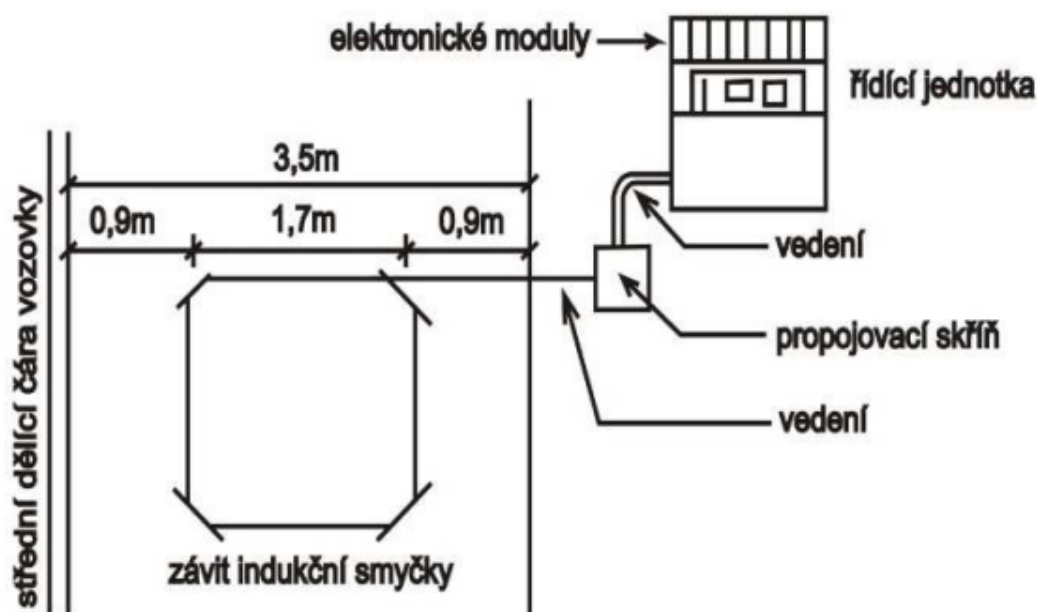 elektronické moduly
řídící jednotka
3,5m
0,9m
1,7m
0,9m
vedení
propojovací skříň
vedení
závit indukční smyčky
střední dělící čára vozovky